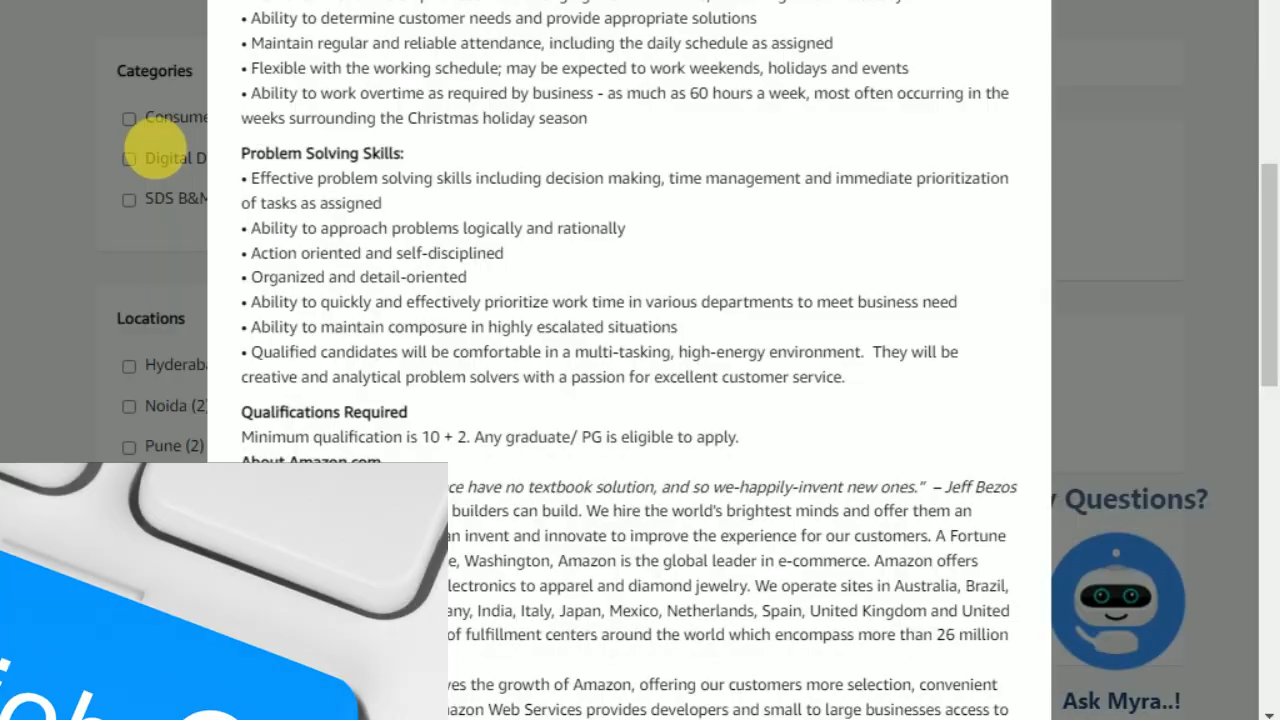 • Ability to determine customer needs and provide appropriate solutions
• Maintain regular and reliable attendance, including the daily schedule as assigned
• Flexible with the working schedule; may be expected to work weekends, holidays and events
• Ability to work overtime as required by business - as much as 60 hours a week, most often occurring in the
weeks surrounding the Christmas holiday season
Problem Solving Skills:
• Effective problem solving skills including decision making, time management and immediate prioritization
of tasks as assigned
• Ability to approach problems logically and rationally
• Action oriented and self-disciplined
• Organized and detail-oriented
• Ability to quickly and effectively prioritize work time in various departments to meet business need
• Ability to maintain composure in highly escalated situations
• Qualified candidates will be comfortable in a multi-tasking, high-energy environment.  They will be
creative and analytical problem solvers with a passion for excellent customer service.
Qualifications Required
Minimum qualification is 10 + 2. Any graduate/ PG is eligible to apply.
About Amazon.com
have no textbook solution, and so we-happily-invent new ones.” – Jeff Bezos
builders can build. We hire the world's brightest minds and offer them an
invent and innovate to improve the experience for our customers. A Fortune
Washington, Amazon is the global leader in e-commerce. Amazon offers
to apparel and diamond jewelry. We operate sites in Australia, Brazil,
India, Italy, Japan, Mexico, Netherlands, Spain, United Kingdom and United
of fulfillment centers around the world which encompass more than 26 million
the growth of Amazon, offering our customers more selection, convenient
Web Services provides developers and small to large businesses access to
Categories
Digital D
SDS B&M
Locations
Noida (2)
Pune (2)
Questions?
Ask Myra..!